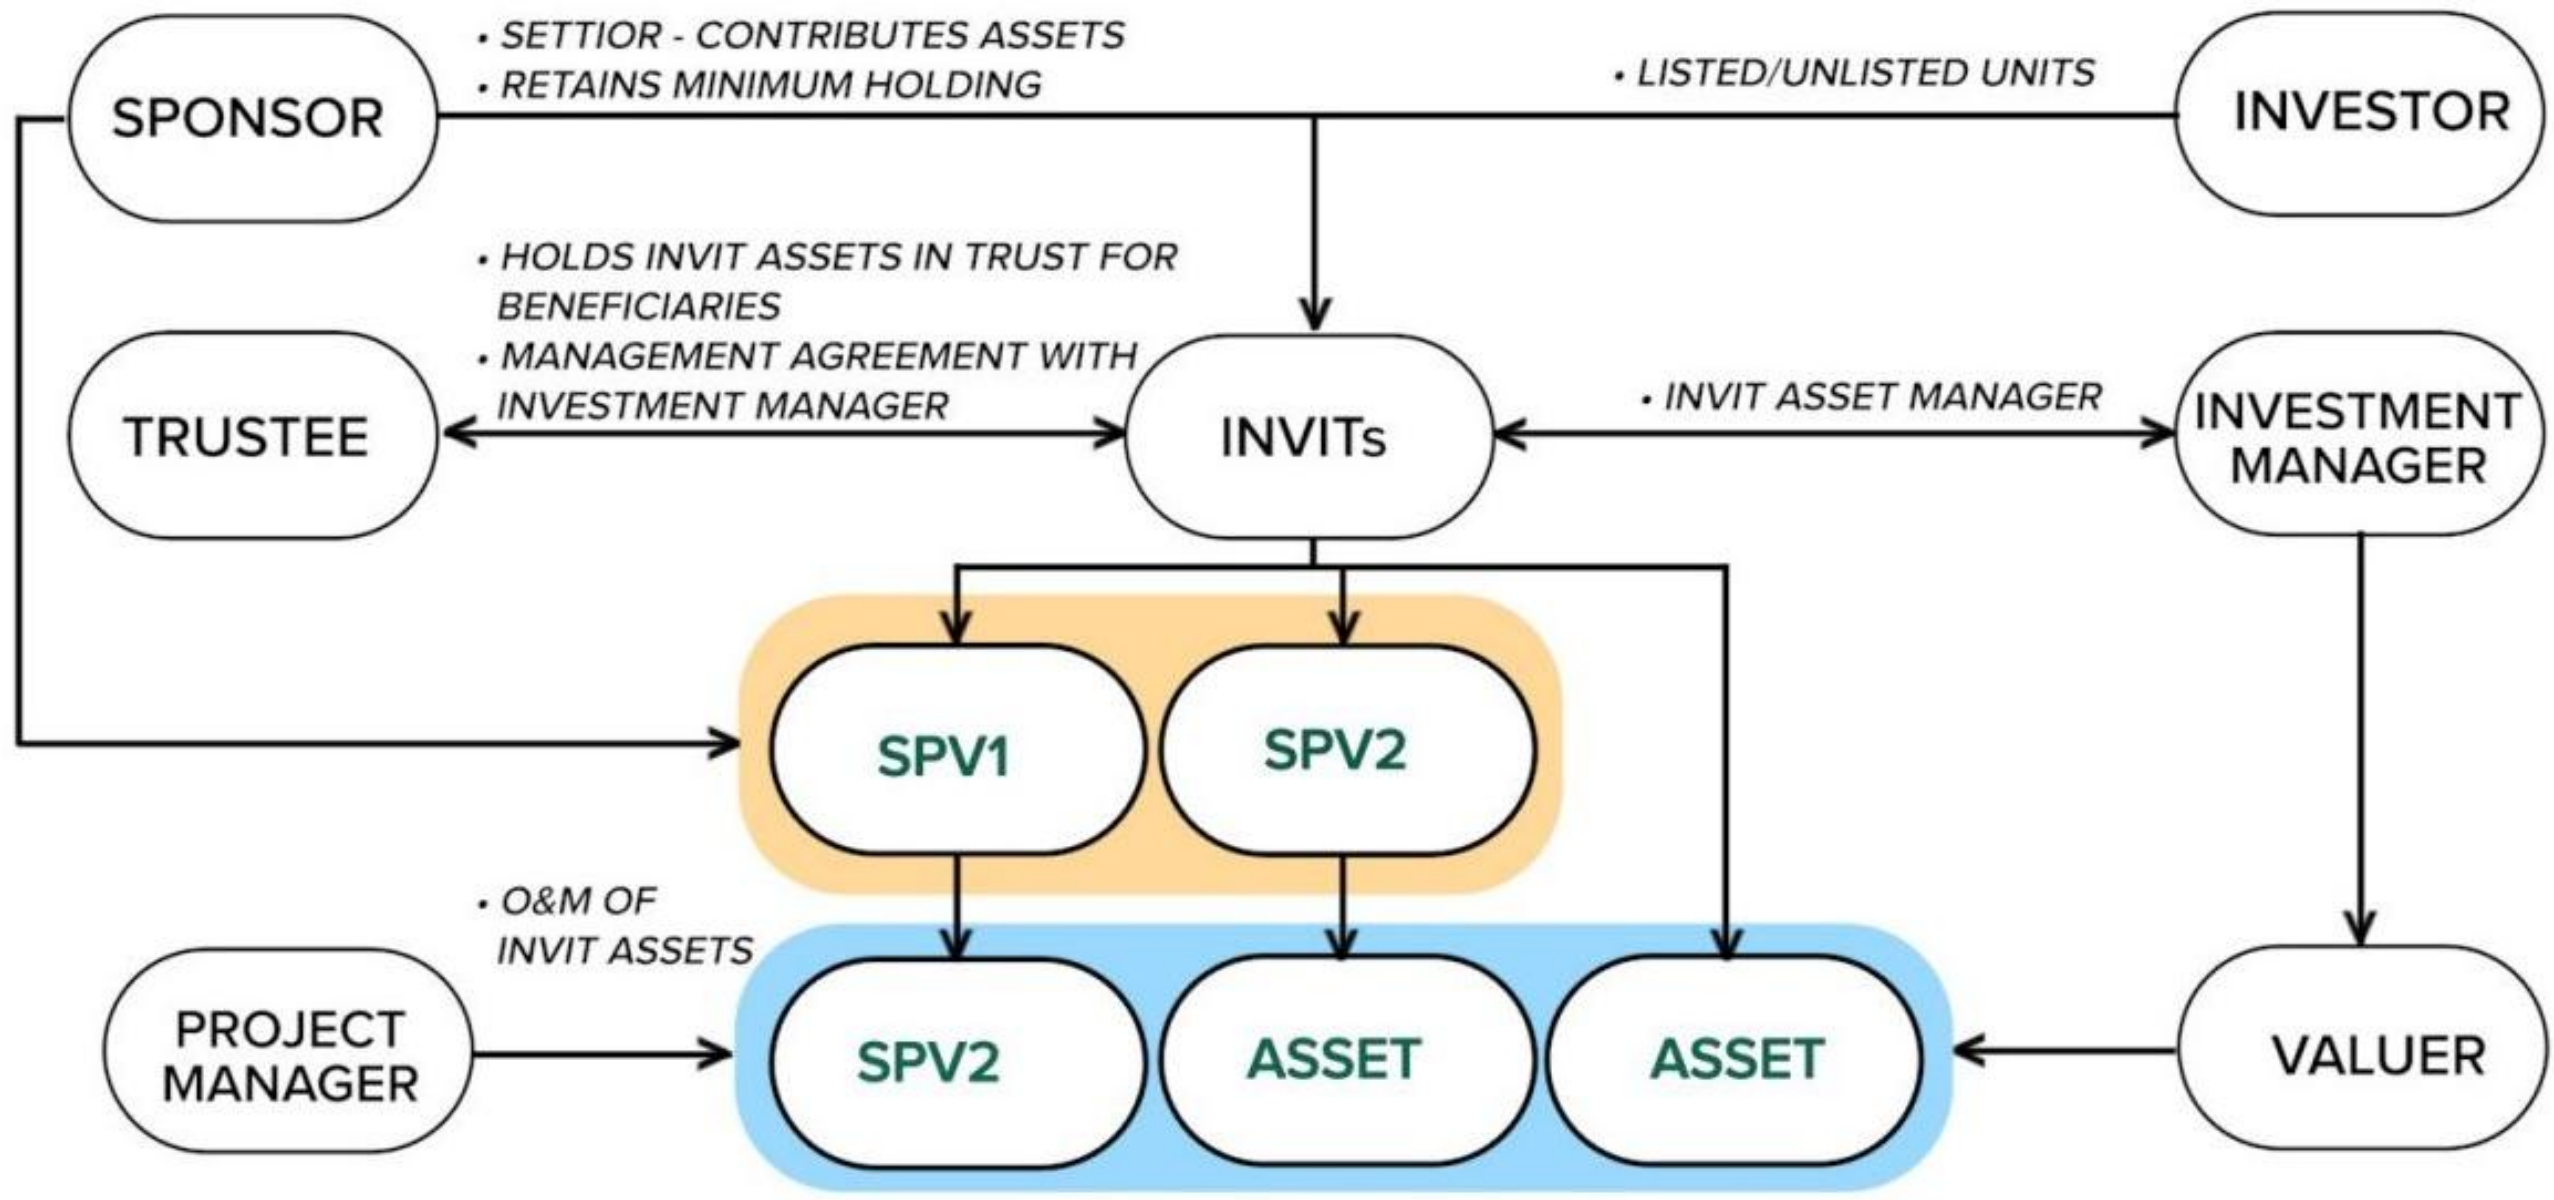 SPONSOR
• SETTIOR - CONTRIBUTES ASSETS
• RETAINS MINIMUM HOLDING
• LISTED/UNLISTED UNITS
INVESTOR
• HOLDS INVIT ASSETS IN TRUST FOR
BENEFICIARIES
• MANAGEMENT AGREEMENT WITH
INVESTMENT MANAGER
TRUSTEE
INVITs
• INVIT ASSET MANAGER
INVESTMENT
MANAGER
SPV1
SPV2
• O&M OF
INVIT ASSETS
PROJECT
MANAGER
SPV2
ASSET
ASSET
VALUER